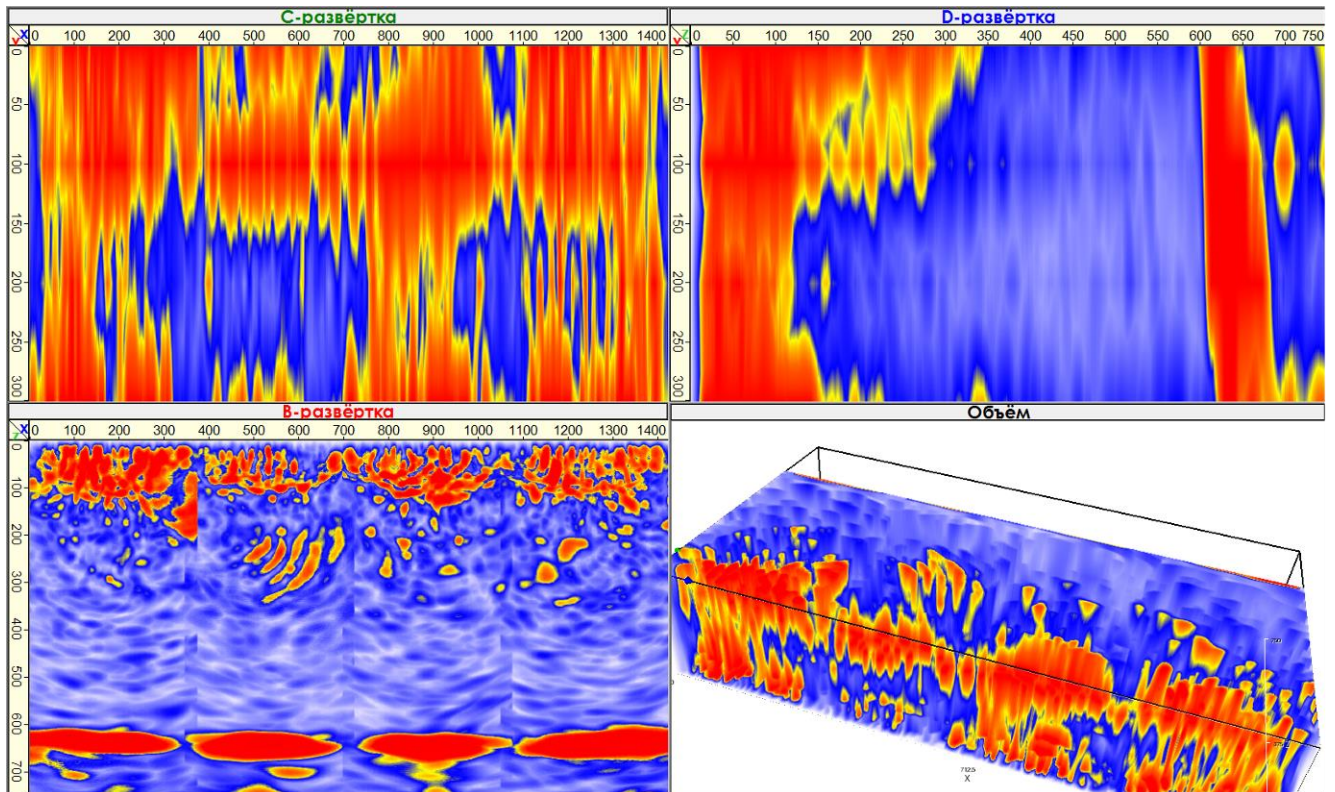 C-развёртка
X 0 100 200 300 400 500 600 700 800 900 1000 1100 1200 1300 1400
Y 0 50 100 150 200 250 300
D-развёртка
Z 0 50 100 150 200 250 300 350 400 450 500 550 600 650 700 750
Y 0 50 100 150 200 250 300
B-развёртка
X 0 100 200 300 400 500 600 700 800 900 1000 1100 1200 1300 1400
Z 0 100 200 300 400 500 600 700
Объём
750
712.5
X